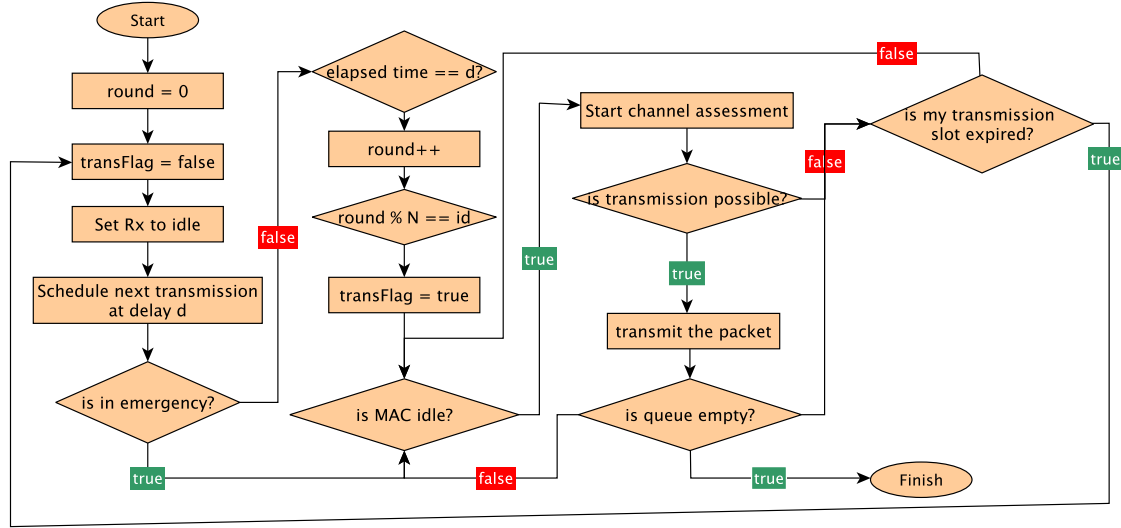 Start
round = 0
transFlag = false
Set Rx to idle
Schedule next transmission
at delay d
is in emergency?
true
false
elapsed time == d?
round++
round % N == id
transFlag = true
is MAC idle?
true
false
Start channel assessment
is transmission possible?
true
false
transmit the packet
is queue empty?
true
Finish
is my transmission
slot expired?
false
true